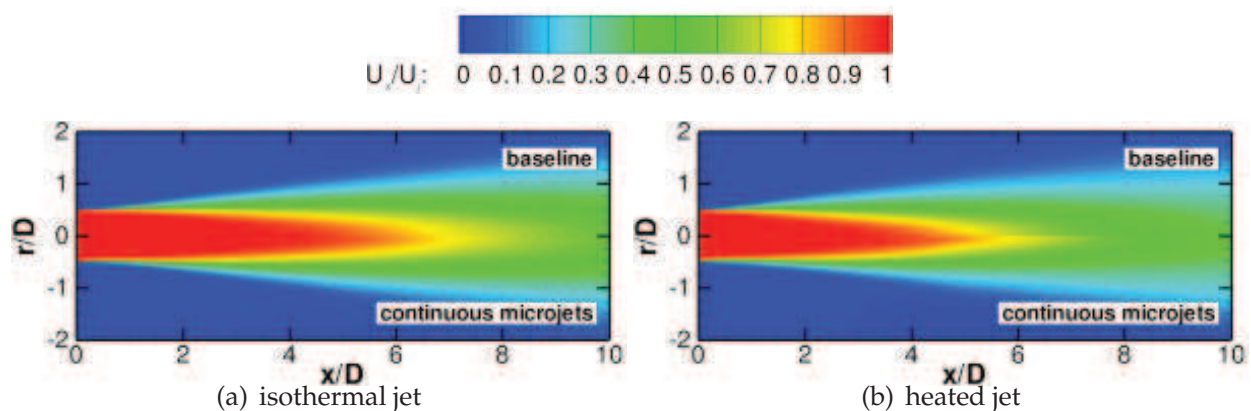 U_x/U_j: 0 0.1 0.2 0.3 0.4 0.5 0.6 0.7 0.8 0.9 1
2
1
0
-1
-2
r/D
baseline
continuous microjets
0 2 4 6 8 10
x/D
(a) isothermal jet
2
1
0
-1
-2
r/D
baseline
continuous microjets
0 2 4 6 8 10
x/D
(b) heated jet